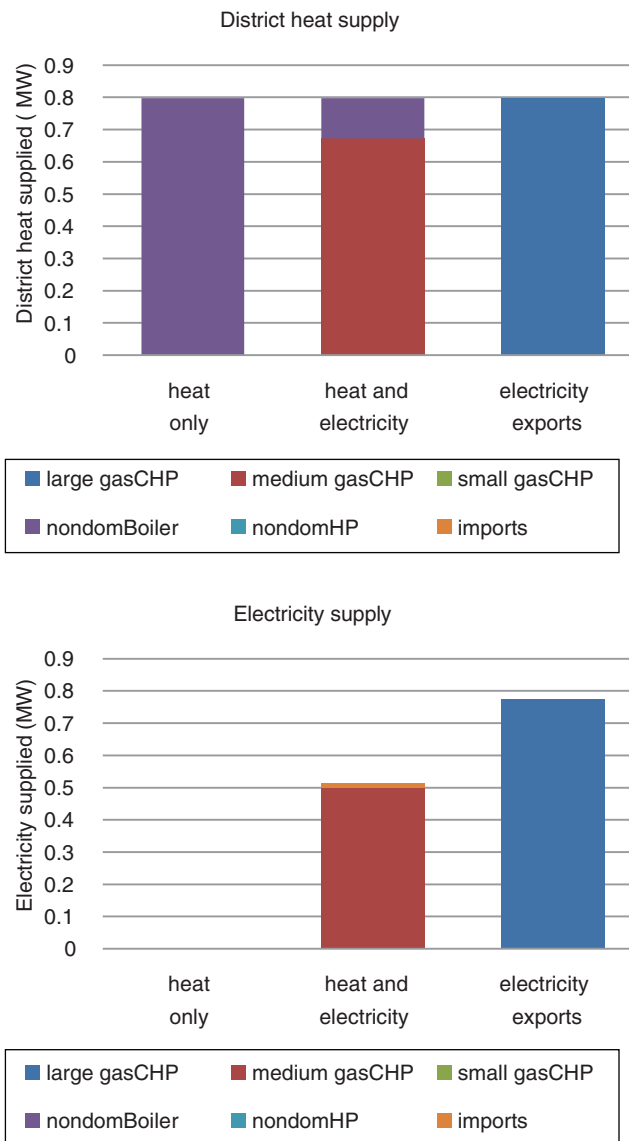 District heat supply
District heat supplied ( MW)
0.9
0.8
0.7
0.6
0.5
0.4
0.3
0.2
0.1
0
heat only
heat and electricity
electricity exports
large gasCHP
medium gasCHP
small gasCHP
nondomBoiler
nondomHP
imports
Electricity supply
Electricity supplied (MW)
0.9
0.8
0.7
0.6
0.5
0.4
0.3
0.2
0.1
0
heat only
heat and electricity
electricity exports
large gasCHP
medium gasCHP
small gasCHP
nondomBoiler
nondomHP
imports